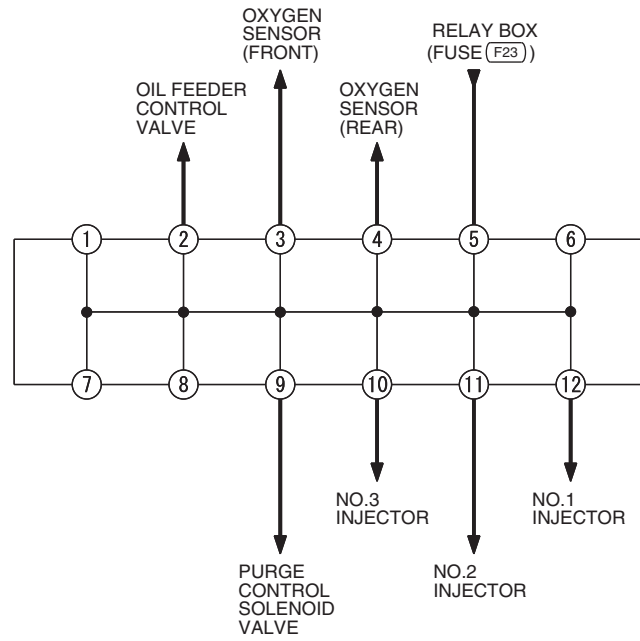 OXYGEN
SENSOR
(FRONT)
RELAY BOX
(FUSE F23 )
OIL FEEDER
CONTROL
VALVE
OXYGEN
SENSOR
(REAR)
1 2 3 4 5 6
7 8 9 10 11 12
NO.3
INJECTOR
NO.1
INJECTOR
PURGE
CONTROL
SOLENOID
VALVE
NO.2
INJECTOR